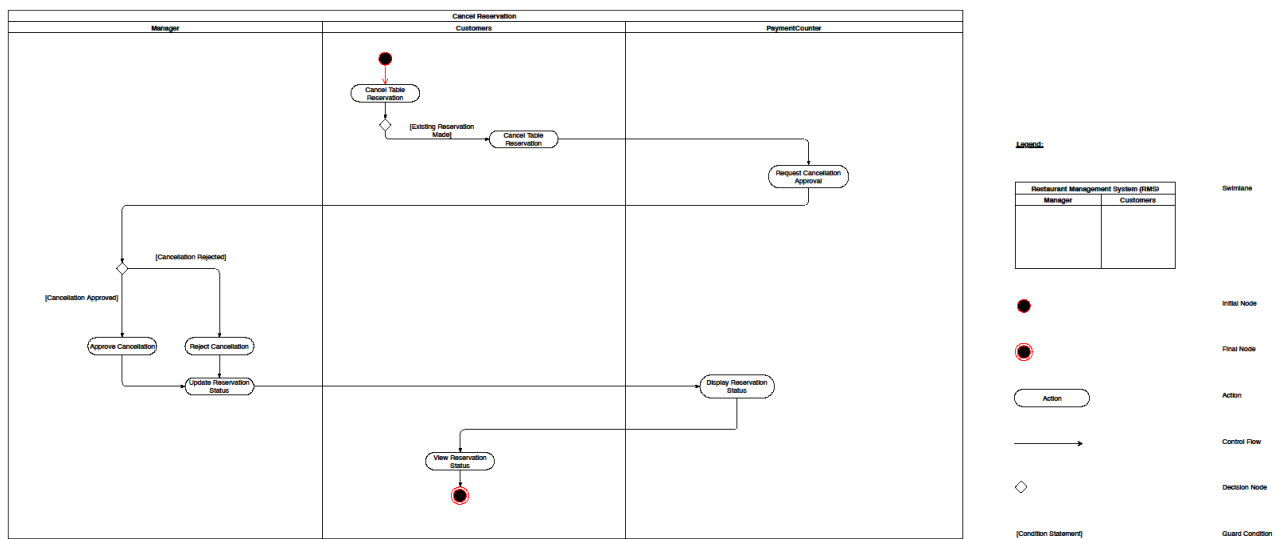 Cancel Reservation
Manager
Customers
PaymentCounter
Cancel Table
Reservation
[Existing Reservation
Made]
Cancel Table
Reservation
Request Cancellation
Approval
[Cancellation Rejected]
[Cancellation Approved]
Approve Cancellation
Reject Cancellation
Update Reservation
Status
Display Reservation
Status
View Reservation
Status
Legend:
Restaurant Management System (RMS)
Manager
Customers
Swimlane
Initial Node
Final Node
Action
Action
Control Flow
Decision Node
[Condition Statement]
Guard Condition